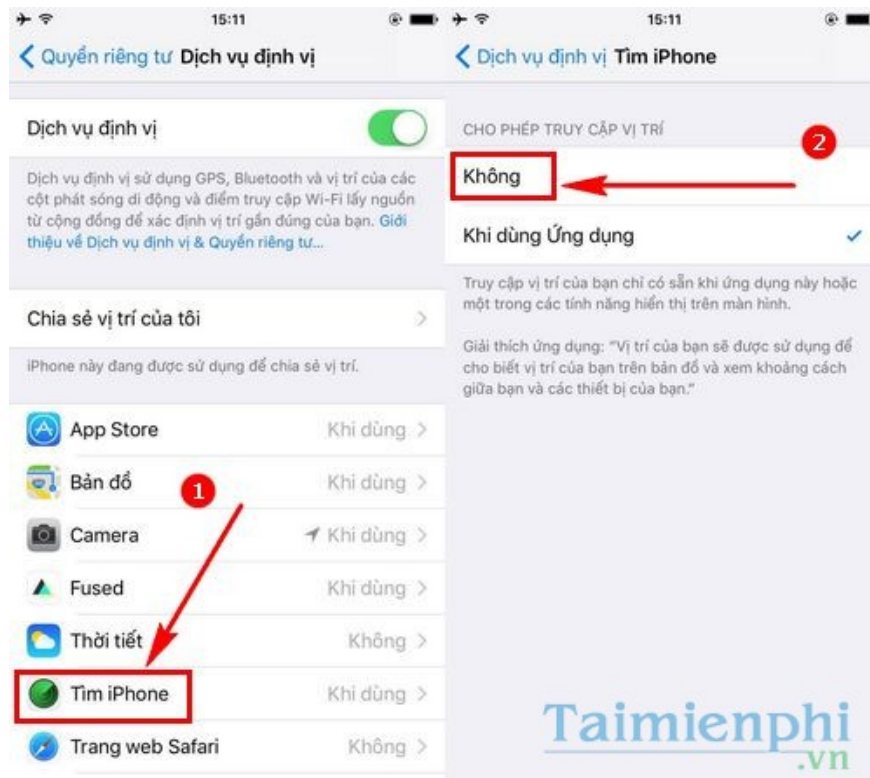 15:11
Quyền riêng tư Dịch vụ định vị
Dịch vụ định vị
Dịch vụ định vị sử dụng GPS, Bluetooth và vị trí của các
cột phát sóng di động và điểm truy cập Wi-Fi lấy nguồn
từ cộng đồng để xác định vị trí gần đúng của bạn. Giới
thiệu về Dịch vụ định vị & Quyền riêng tư...
Chia sẻ vị trí của tôi
iPhone này đang được sử dụng để chia sẻ vị trí.
App Store Khi dùng
Bản đồ Khi dùng
1
Camera Khi dùng
Fused Khi dùng
Thời tiết Không
Tìm iPhone Khi dùng
Trang web Safari Không
15:11
Dịch vụ định vị Tìm iPhone
CHO PHÉP TRUY CẬP VỊ TRÍ
2
Không
Khi dùng Ứng dụng
Truy cập vị trí của bạn chỉ có sẵn khi ứng dụng này hoặc
một trong các tính năng hiển thị trên màn hình.
Giải thích ứng dụng: “Vị trí của bạn sẽ được sử dụng để
cho biết vị trí của bạn trên bản đồ và xem khoảng cách
giữa bạn và các thiết bị của bạn.”
Taimienphi
.vn